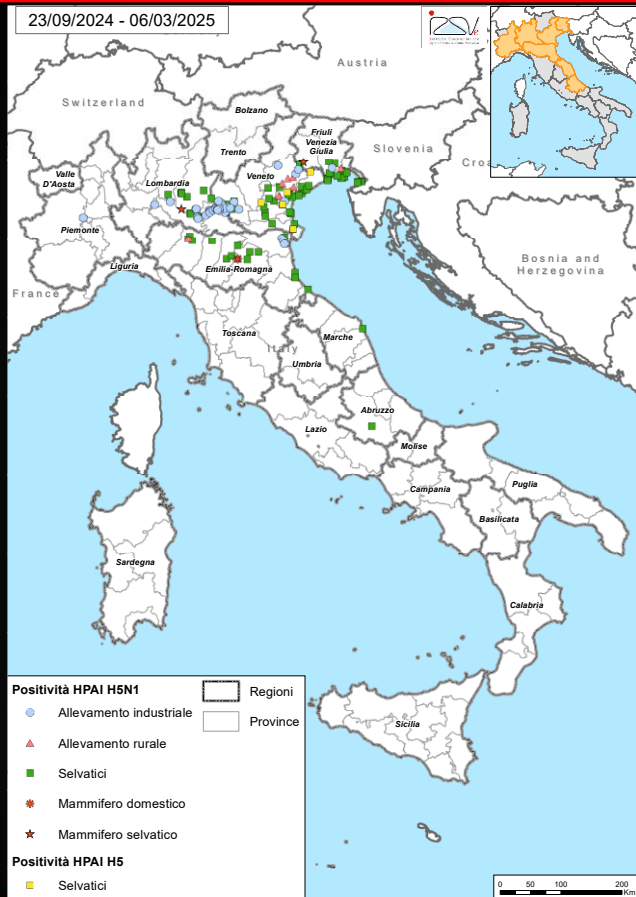 23/09/2024 - 06/03/2025
Austria
Switzerland
Bolzano
Friuli
Venezia
Giulia
Slovenia
Trento
Croa
Valle
D'Aosta
Veneto
Lombardia
Piemonte
Bosnia and
Herzegovina
Emilia-Romagna
Liguria
France
Toscana
Marche
Italy
Umbria
Abruzzo
Lazio
Molise
Puglia
Campania
Basilicata
Sardegna
Calabria
Sicilia
Positività HPAI H5N1
Regioni
Allevamento industriale
Province
Allevamento rurale
Selvatici
Mammifero domestico
Mammifero selvatico
Positività HPAI H5
Selvatici
0 50 100 200
Km